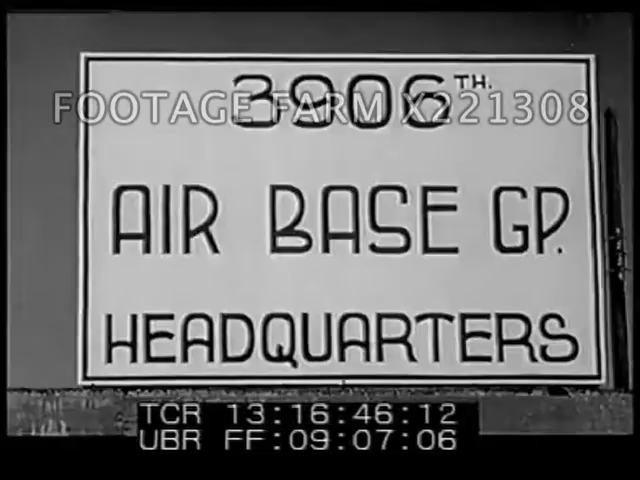 3906TH.
FOOTAGE FARM X221308
AIR BASE GP.
HEADQUARTERS
TCR 13:16:46:12
UBR FF:09:07:06